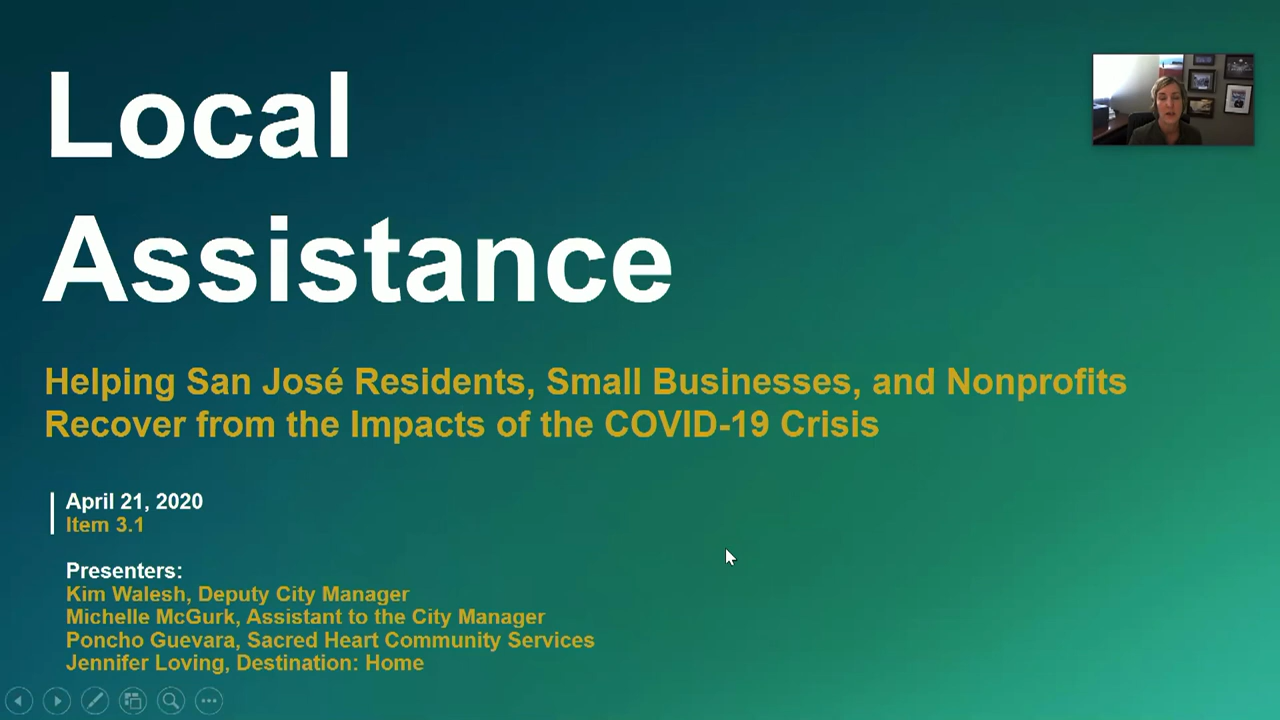 Local
Assistance
Helping San José Residents, Small Businesses, and Nonprofits
Recover from the Impacts of the COVID-19 Crisis
April 21, 2020
Item 3.1
Presenters:
Kim Walesh, Deputy City Manager
Michelle McGurk, Assistant to the City Manager
Poncho Guevara, Sacred Heart Community Services
Jennifer Loving, Destination: Home